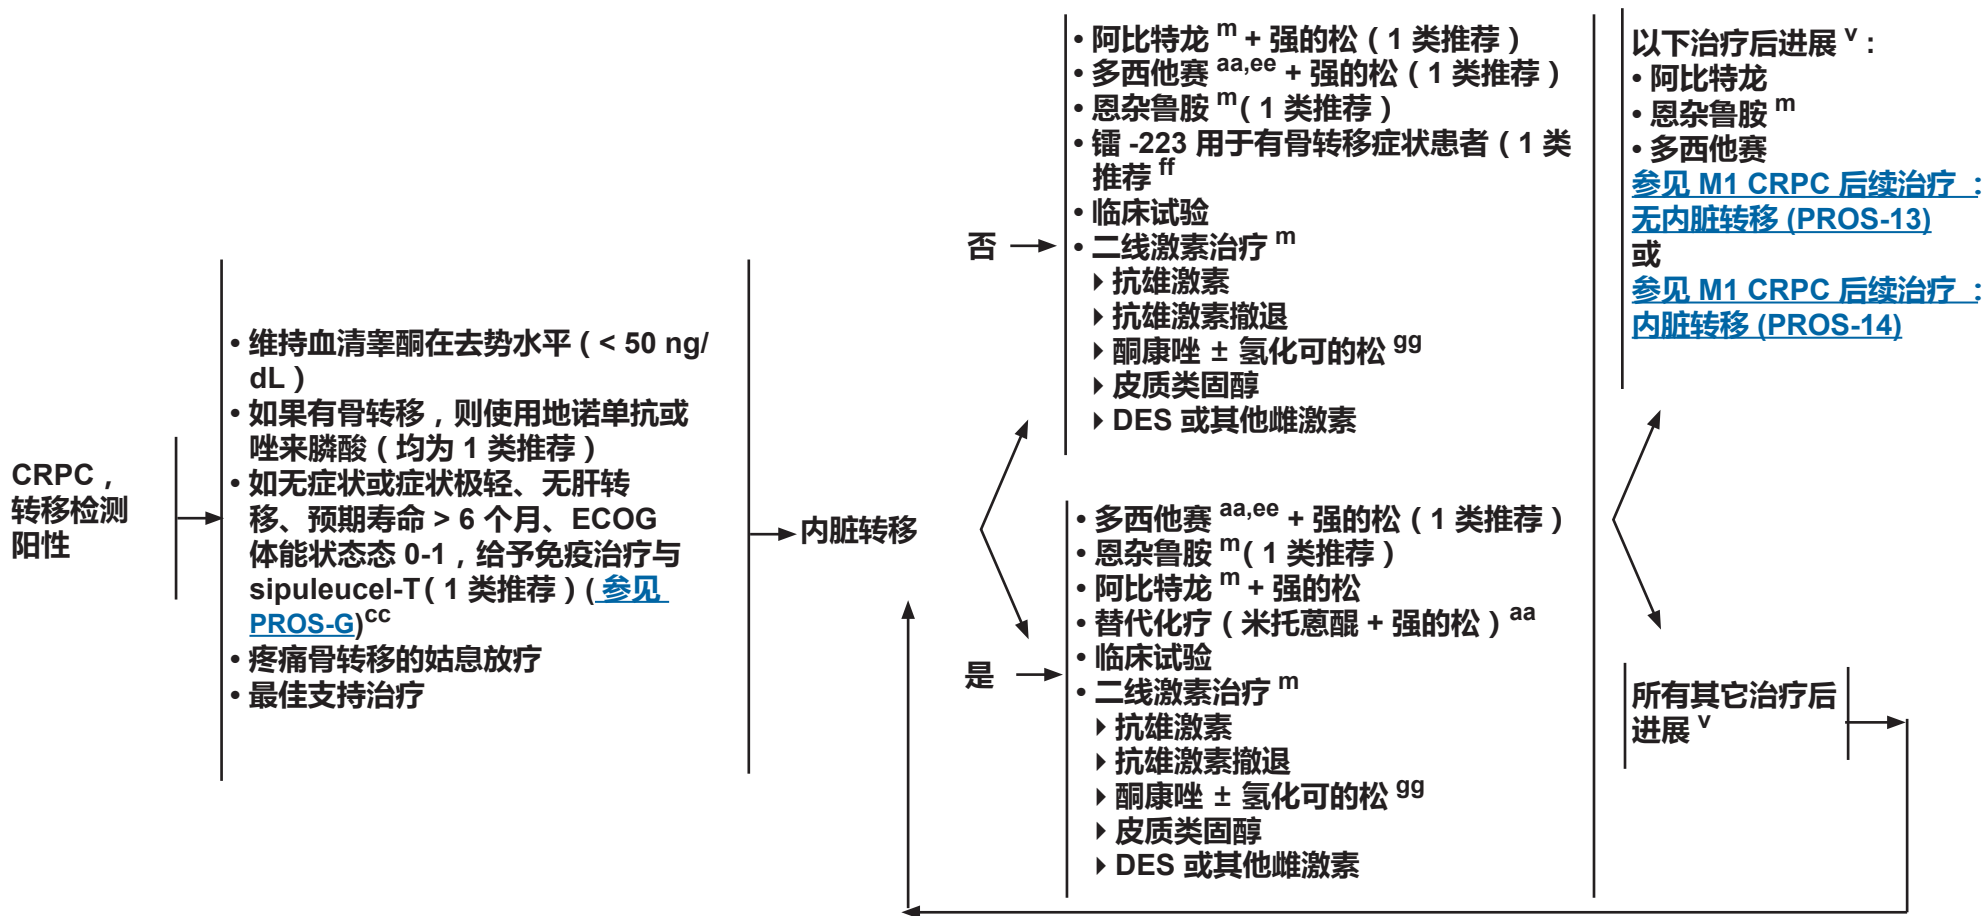 CRPC，
转移检测
阳性
• 维持血清睾酮在去势水平（ < 50 ng/
dL ）
• 如果有骨转移，则使用地诺单抗或
唑来膦酸（均为 1 类推荐）
• 如无症状或症状极轻、无肝转
移、预期寿命 > 6 个月、ECOG
体能状态态 0-1，给予免疫治疗与
sipuleucel-T（ 1 类推荐）( 参见
PROS-G)cc
• 疼痛骨转移的姑息放疗
• 最佳支持治疗
内脏转移
否
• 阿比特龙 m + 强的松（ 1 类推荐）
• 多西他赛 aa,ee + 强的松（ 1 类推荐）
• 恩杂鲁胺 m（ 1 类推荐）
• 镭 -223 用于有骨转移症状患者（ 1 类
推荐 ff
• 临床试验
• 二线激素治疗 m
抗雄激素
抗雄激素撤退
酮康唑 ± 氢化可的松 gg
皮质类固醇
DES 或其他雌激素
是
• 多西他赛 aa,ee + 强的松（ 1 类推荐）
• 恩杂鲁胺 m（ 1 类推荐）
• 阿比特龙 m + 强的松
• 替代化疗（米托蒽醌 + 强的松）aa
• 临床试验
• 二线激素治疗 m
抗雄激素
抗雄激素撤退
酮康唑 ± 氢化可的松 gg
皮质类固醇
DES 或其他雌激素
以下治疗后进展 v：
• 阿比特龙
• 恩杂鲁胺 m
• 多西他赛
参见 M1 CRPC 后续治疗 ：
无内脏转移 (PROS-13)
或
参见 M1 CRPC 后续治疗 ：
内脏转移 (PROS-14)
所有其它治疗后
进展 v